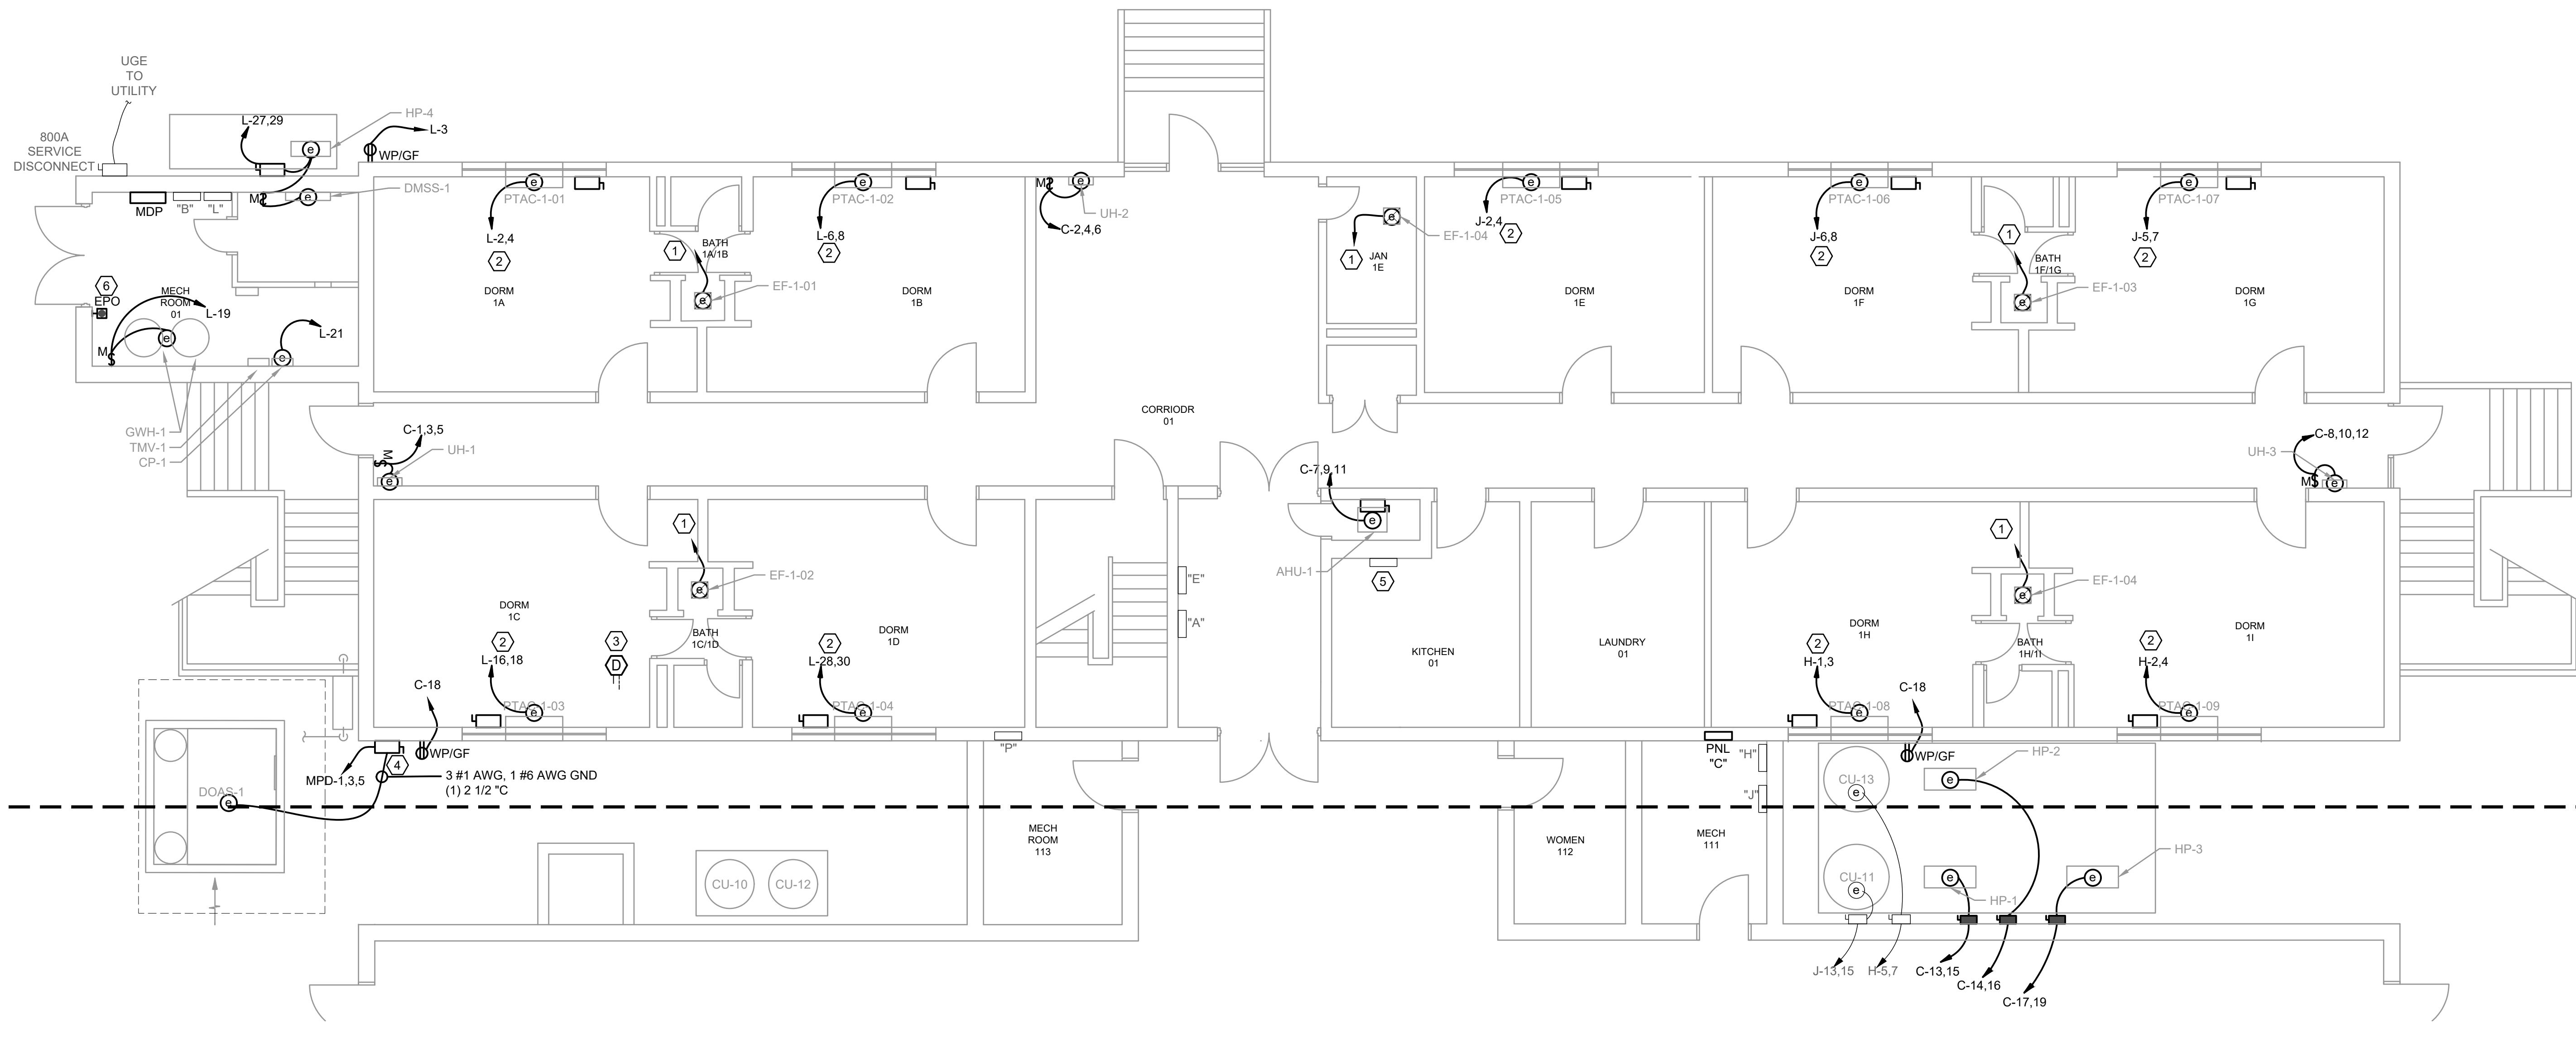 UGE
TO
UTILITY
800A
SERVICE
DISCONNECT
L-27,29
HP-4
L-3
WP/GF
DMSS-1
MDP
"B"
"L"
M$
e
e
PTAC-1-01
e
L-2,4
2
DORM
1A
1
BATH
1A/1B
EF-1-01
e
PTAC-1-02
e
L-6,8
2
DORM
1B
M$
e
UH-2
C-2,4,6
e
EF-1-04
1
JAN
1E
e
PTAC-1-05
J-2,4
2
DORM
1E
e
PTAC-1-06
J-6,8
2
DORM
1F
1
BATH
1F/1G
EF-1-03
e
e
PTAC-1-07
J-5,7
2
DORM
1G
6
EPO
MECH
ROOM
01
L-19
L-21
M$
e
e
GWH-1
TMV-1
CP-1
C-1,3,5
M$
UH-1
e
CORRIODR
01
C-7,9,11
e
AHU-1
5
C-8,10,12
UH-3
M$
e
1
EF-1-02
e
DORM
1C
2
L-16,18
PTAC-1-03
e
3
D
BATH
1C/1D
DORM
1D
2
L-28,30
PTAC-1-04
e
"E"
"A"
KITCHEN
01
LAUNDRY
01
1
EF-1-04
e
DORM
1H
2
H-1,3
PTAC-1-08
e
BATH
1H/1I
DORM
1I
2
H-2,4
PTAC-1-09
e
C-18
WP/GF
4
MPD-1,3,5
3 #1 AWG, 1 #6 AWG GND
(1) 2 1/2 "C
DOAS-1
e
"P"
PNL
"C"
"H"
"J"
C-18
WP/GF
HP-2
e
CU-13
e
CU-11
e
e
HP-1
e
HP-3
MECH
ROOM
113
CU-10
CU-12
WOMEN
112
MECH
111
J-13,15
H-5,7
C-13,15
C-14,16
C-17,19